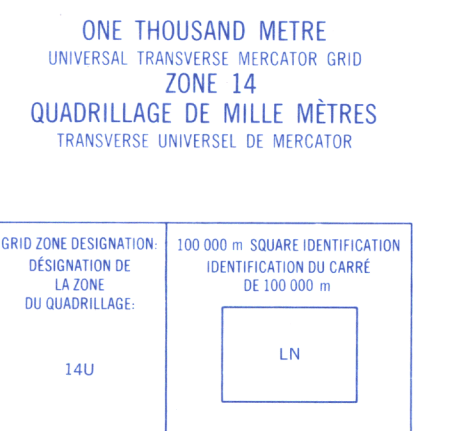 ONE THOUSAND METRE
UNIVERSAL TRANSVERSE MERCATOR GRID
ZONE 14
QUADRILLAGE DE MILLE MÈTRES
TRANSVERSE UNIVERSEL DE MERCATOR
GRID ZONE DESIGNATION:
DÉSIGNATION DE
LA ZONE
DU QUADRILLAGE:
14U
100 000 m SQUARE IDENTIFICATION
IDENTIFICATION DU CARRÉ
DE 100 000 m
LN